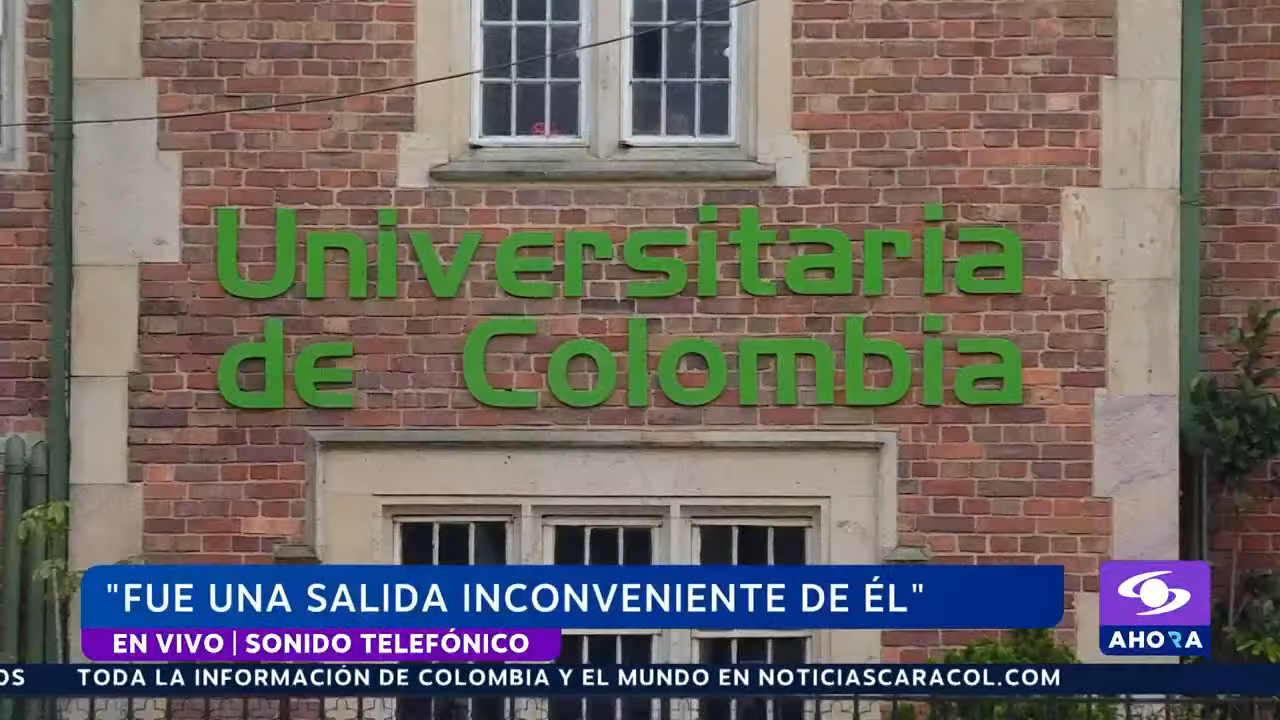 Universitaria
de Colombia
"FUE UNA SALIDA INCONVENIENTE DE ÉL"
EN VIVO | SONIDO TELEFÓNICO
AHORA
OS TODA LA INFORMACIÓN DE COLOMBIA Y EL MUNDO EN NOTICIASCARACOL.COM